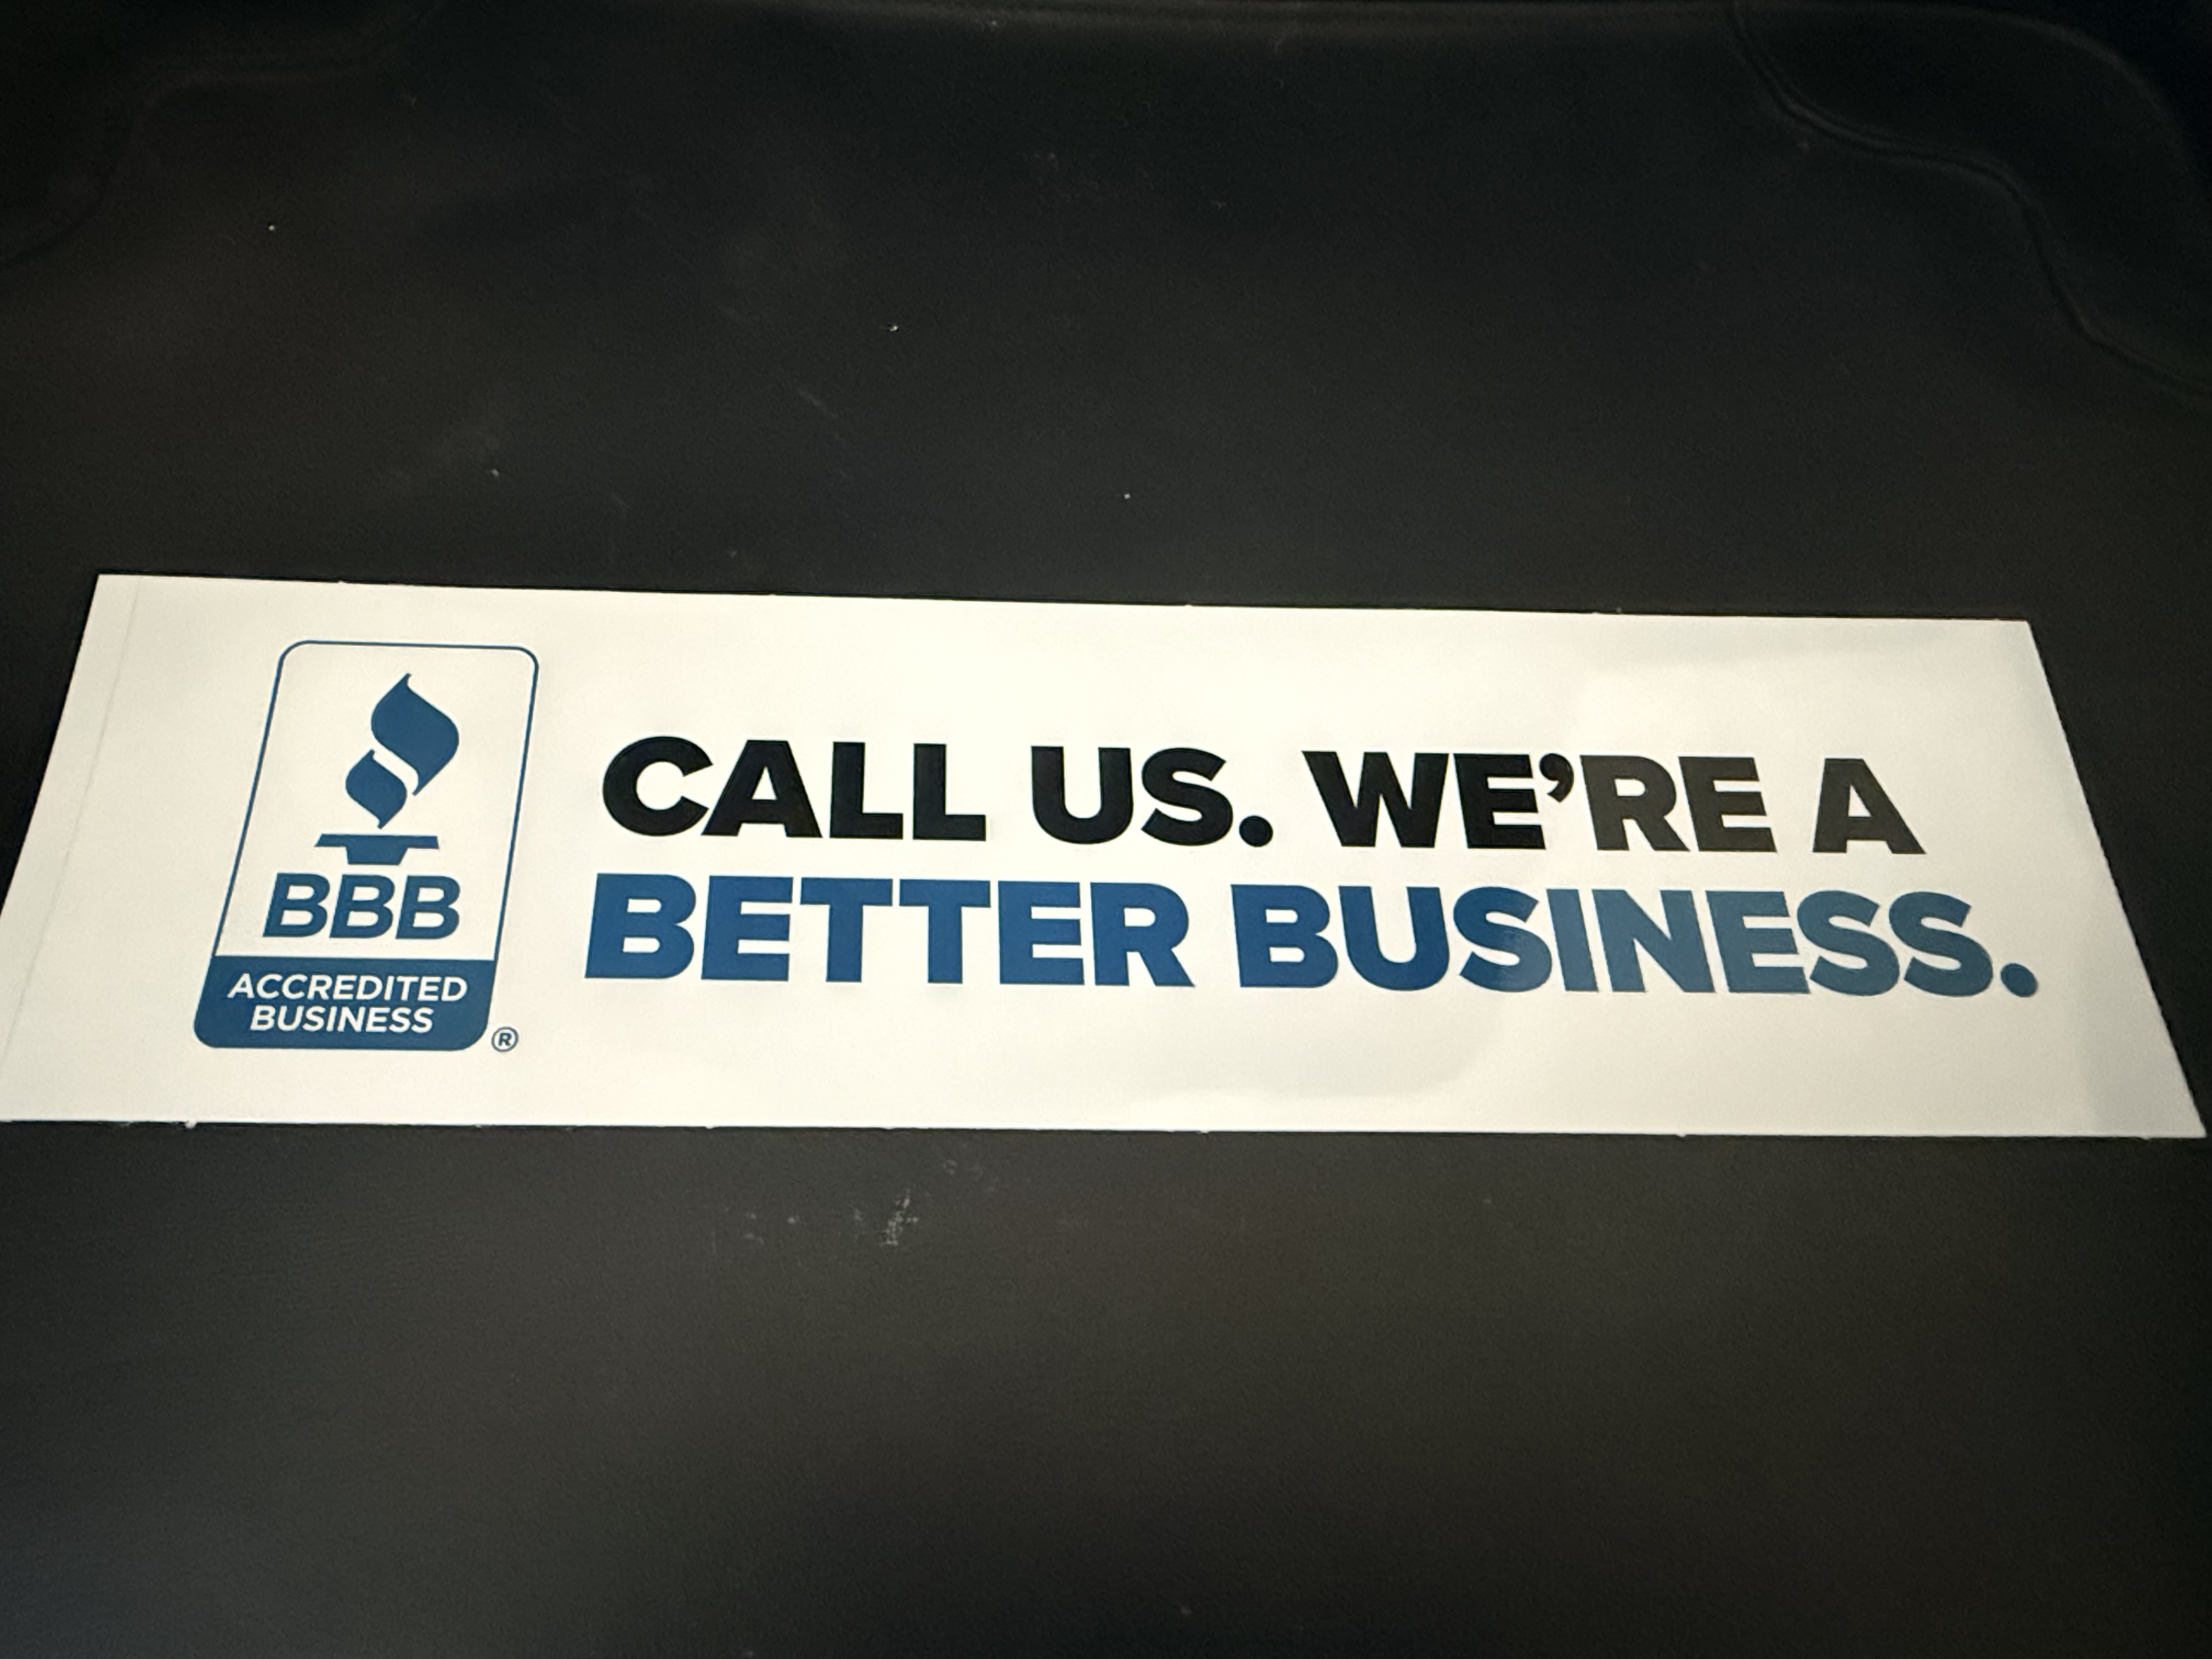 BBB
ACCREDITED
BUSINESS
®
CALL US. WE’RE A
BETTER BUSINESS.